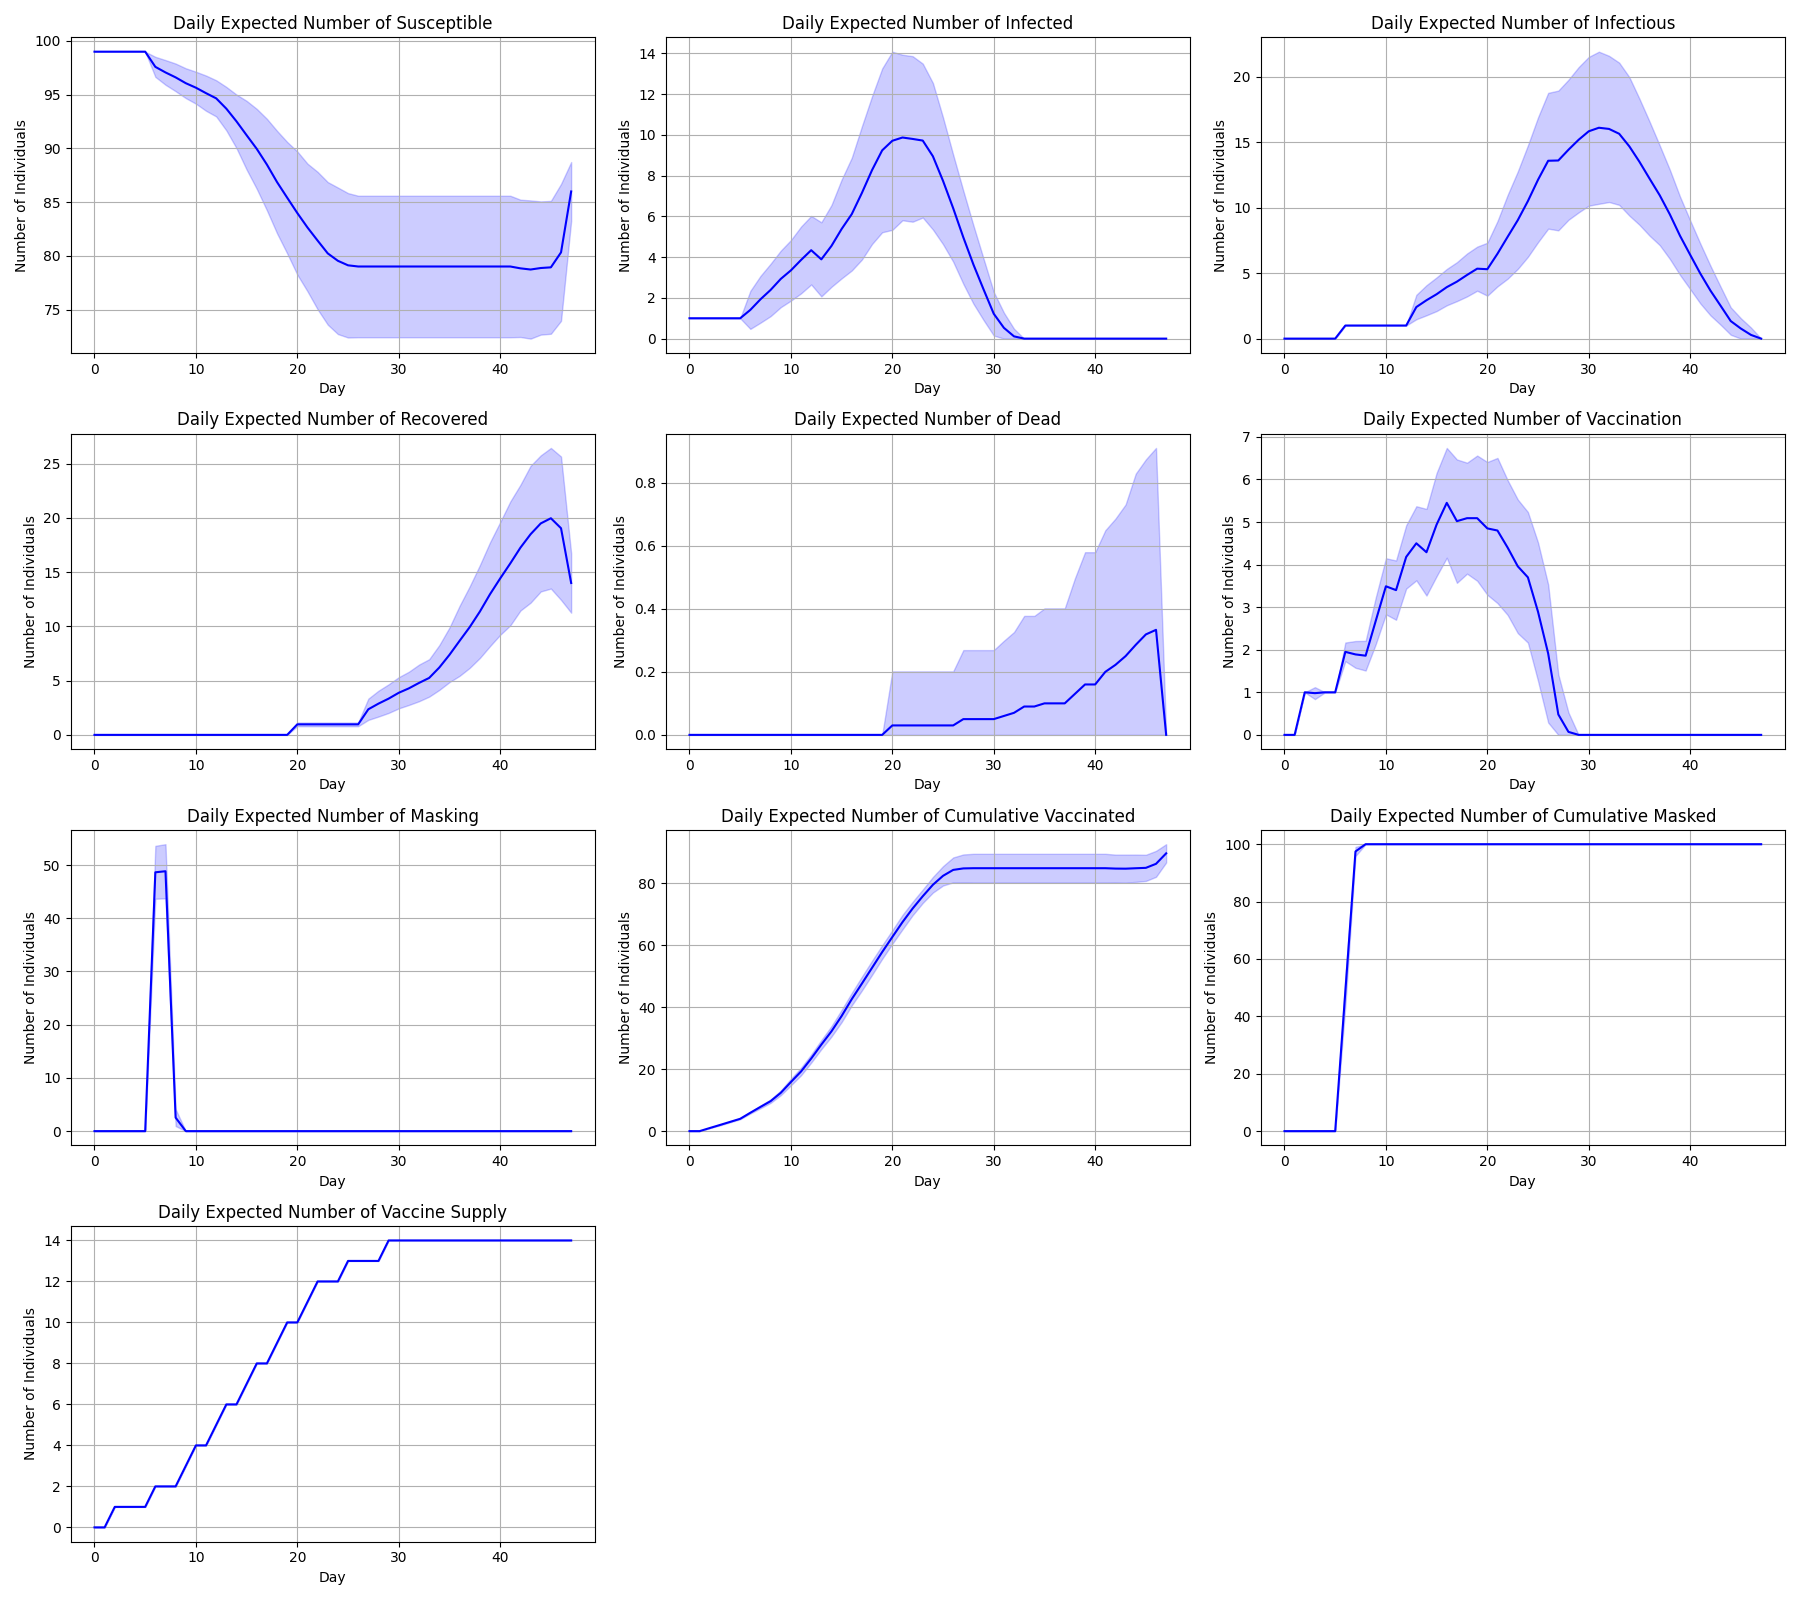 Daily Expected Number of Susceptible
Number of Individuals
100
95
90
85
80
75
0 10 20 30 40
Day
Daily Expected Number of Infected
Number of Individuals
14
12
10
8
6
4
2
0
0 10 20 30 40
Day
Daily Expected Number of Infectious
Number of Individuals
20
15
10
5
0
0 10 20 30 40
Day
Daily Expected Number of Recovered
Number of Individuals
25
20
15
10
5
0
0 10 20 30 40
Day
Daily Expected Number of Dead
Number of Individuals
0.8
0.6
0.4
0.2
0.0
0 10 20 30 40
Day
Daily Expected Number of Vaccination
Number of Individuals
7
6
5
4
3
2
1
0
0 10 20 30 40
Day
Daily Expected Number of Masking
Number of Individuals
50
40
30
20
10
0
0 10 20 30 40
Day
Daily Expected Number of Cumulative Vaccinated
Number of Individuals
80
60
40
20
0
0 10 20 30 40
Day
Daily Expected Number of Cumulative Masked
Number of Individuals
100
80
60
40
20
0
0 10 20 30 40
Day
Daily Expected Number of Vaccine Supply
Number of Individuals
14
12
10
8
6
4
2
0
0 10 20 30 40
Day